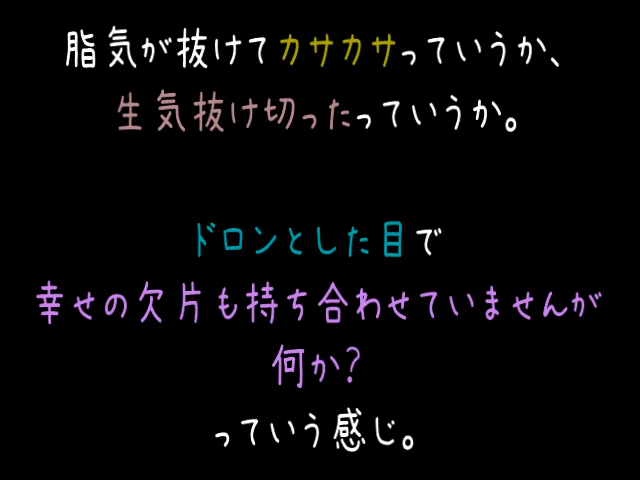 脂気が抜けてカサカサっていうか、
生気抜け切ったっていうか。
ドロンとした目で
幸せの欠片も持ち合わせていませんが
何か?
っていう感じ。